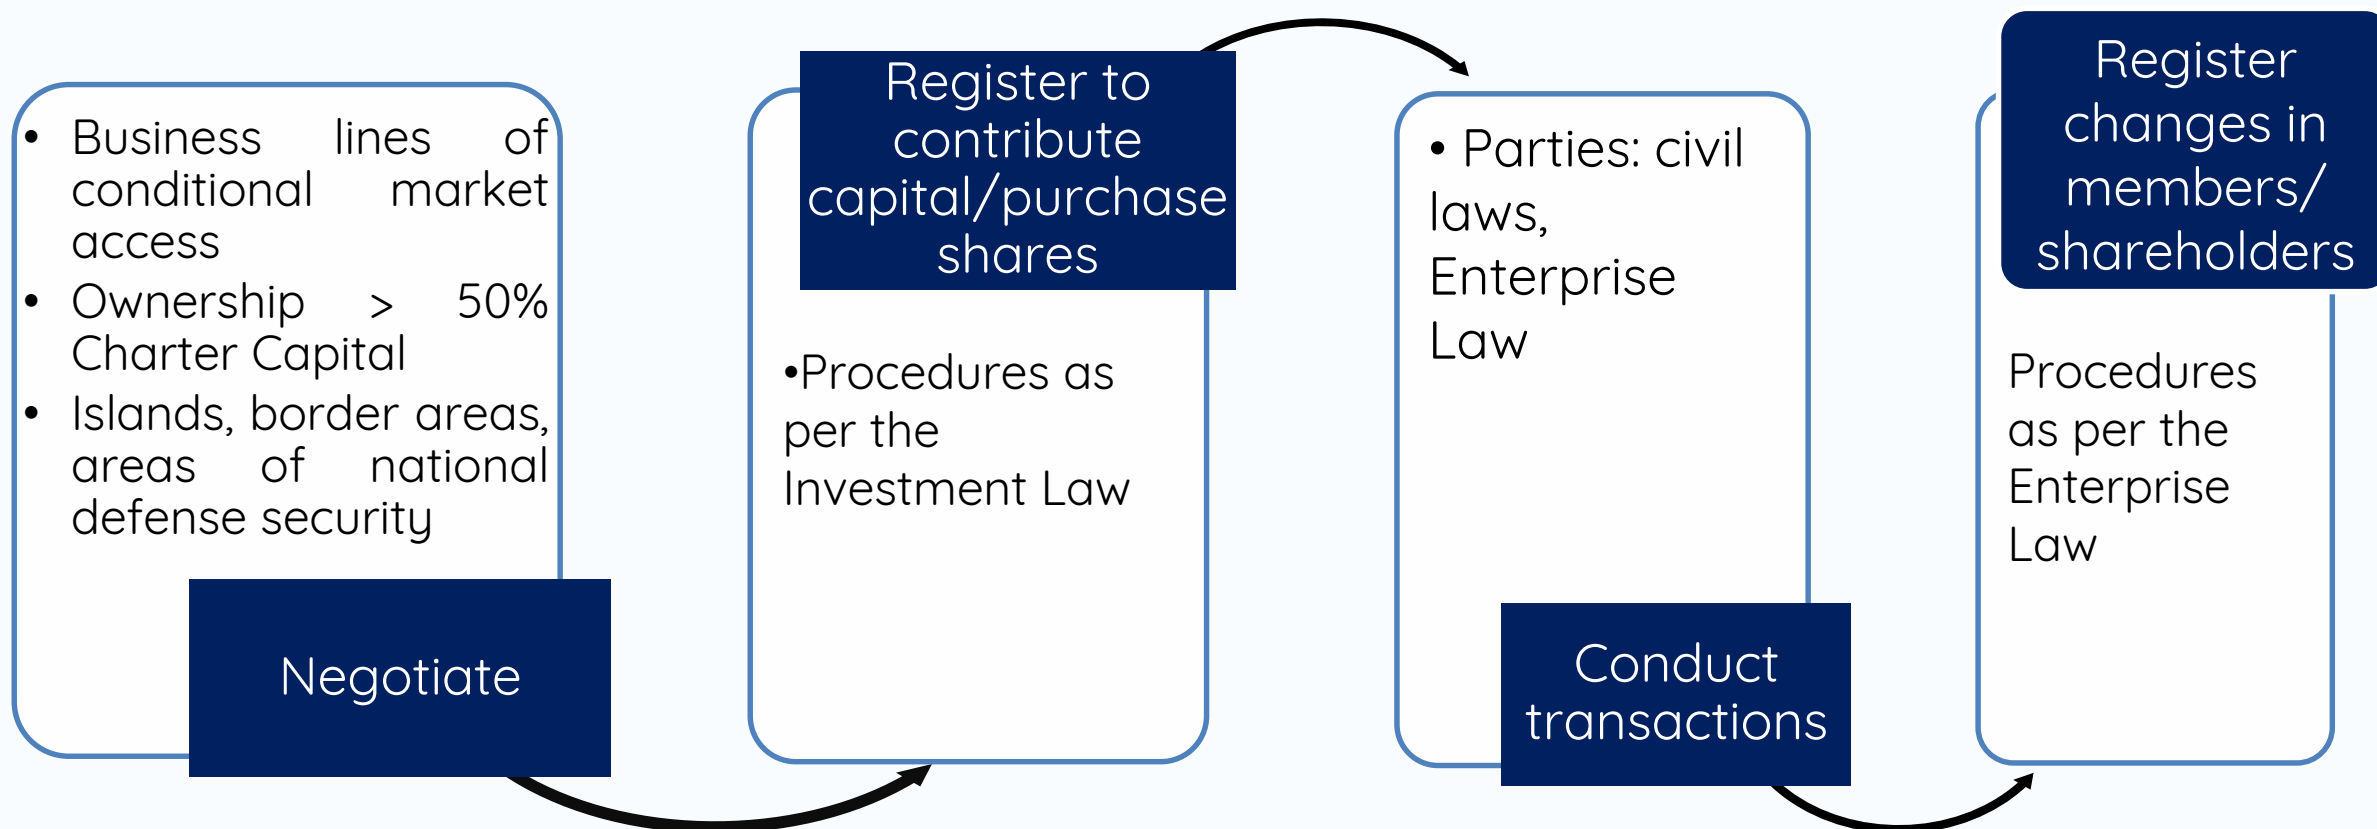 • Business lines of
conditional market
access
• Ownership > 50%
Charter Capital
• Islands, border areas,
areas of national
defense security
Negotiate
Register to
contribute
capital/purchase
shares
•Procedures as
per the
Investment Law
• Parties: civil
laws,
Enterprise
Law
Conduct
transactions
Register
changes in
members/
shareholders
Procedures
as per the
Enterprise
Law